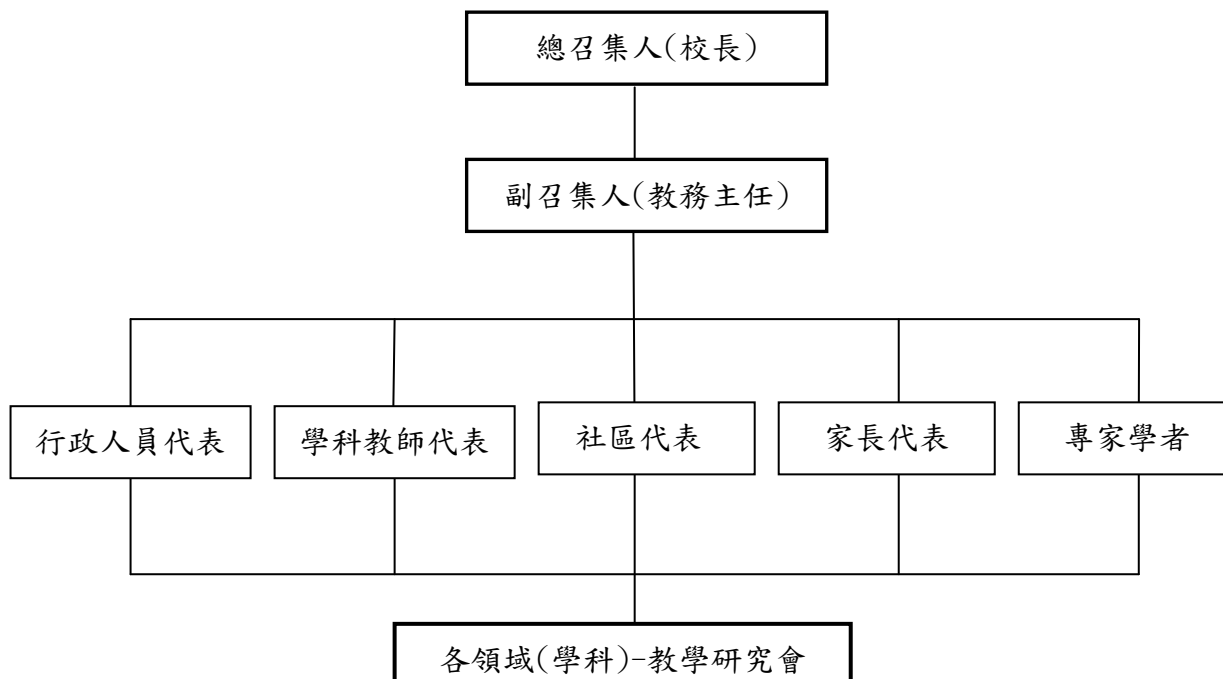 總召集人(校長)
副召集人(教務主任)
行政人員代表
學科教師代表
社區代表
家長代表
專家學者
各領域(學科)-教學研究會